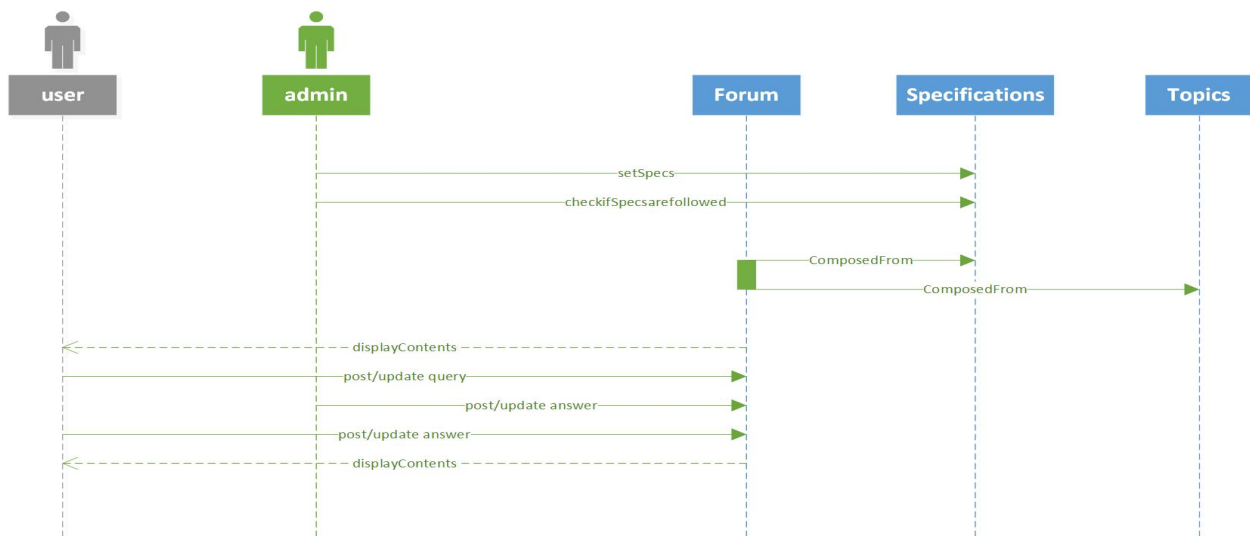 user
admin
Forum
Specifications
Topics
setSpecs
checkifSpecsarefollowed
ComposedFrom
ComposedFrom
displayContents
post/update query
post/update answer
post/update answer
displayContents